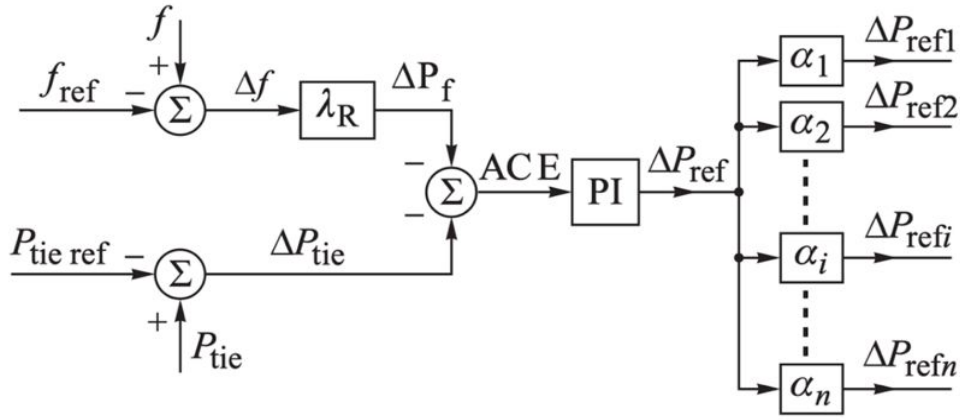 f
+
f_ref − Σ Δf λ_R ΔP_f
− − Σ ACE PI ΔP_ref
P_tie ref − Σ ΔP_tie
+
P_tie
α_1 ΔP_ref1
α_2 ΔP_ref2
α_i ΔP_refi
α_n ΔP_refn